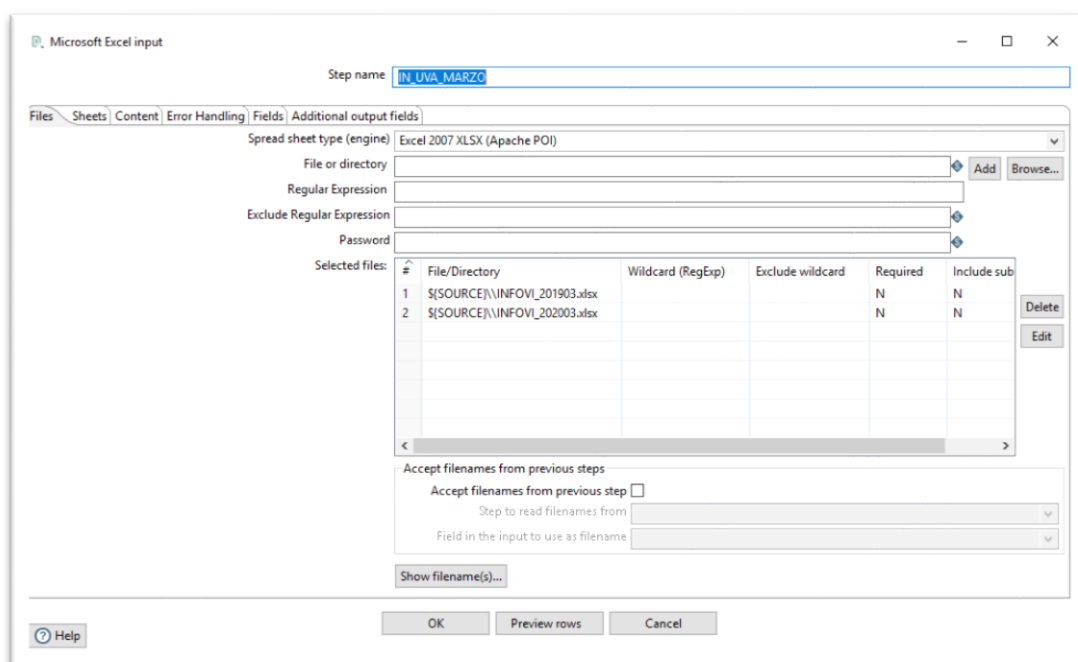 Microsoft Excel input
Step name IN_UVA_MARZO
Files Sheets Content Error Handling Fields Additional output fields
Spread sheet type (engine) Excel 2007 XLSX (Apache POI)
File or directory Add Browse...
Regular Expression
Exclude Regular Expression
Password
Selected files: # File/Directory Wildcard (RegExp) Exclude wildcard Required Include sub
1 ${SOURCE}\\INFOVI_201903.xlsx N N
2 ${SOURCE}\\INFOVI_202003.xlsx N N
Delete
Edit
Accept filenames from previous steps
Accept filenames from previous step
Step to read filenames from
Field in the input to use as filename
Show filename(s)...
OK Preview rows Cancel
Help